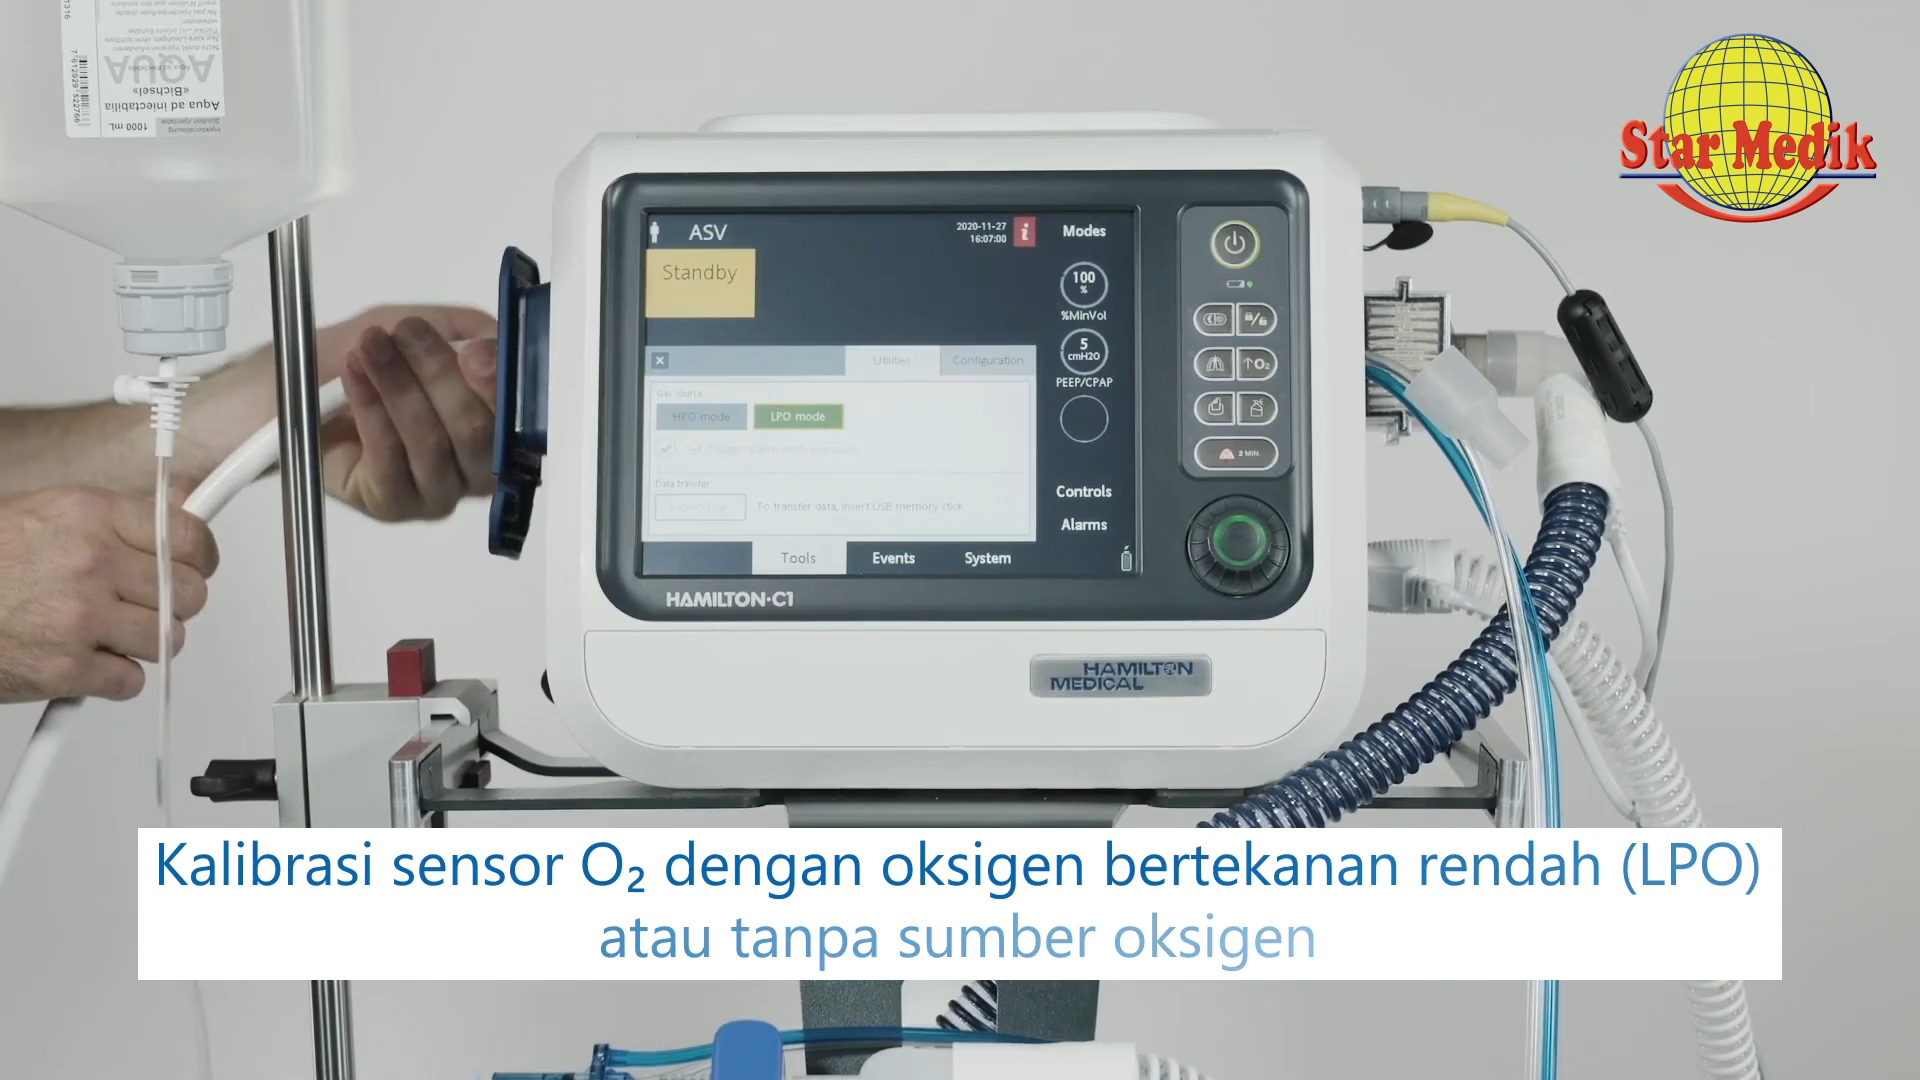 1000 mL
Aqua ad iniectabilia
«Bichsel»
AQUA
Star Medik
ASV
2020-11-27
16:07:00
i
Modes
Standby
100
%
%MinVol
5
cmH2O
PEEP/CPAP
Utilities
Configuration
Gas source
HPO mode
LPO mode
Data transfer
To transfer data, insert USB memory stick
Controls
Alarms
Tools
Events
System
O₂
2 MIN.
HAMILTON·C1
HAMILTON
MEDICAL
Kalibrasi sensor O₂ dengan oksigen bertekanan rendah (LPO)
atau tanpa sumber oksigen